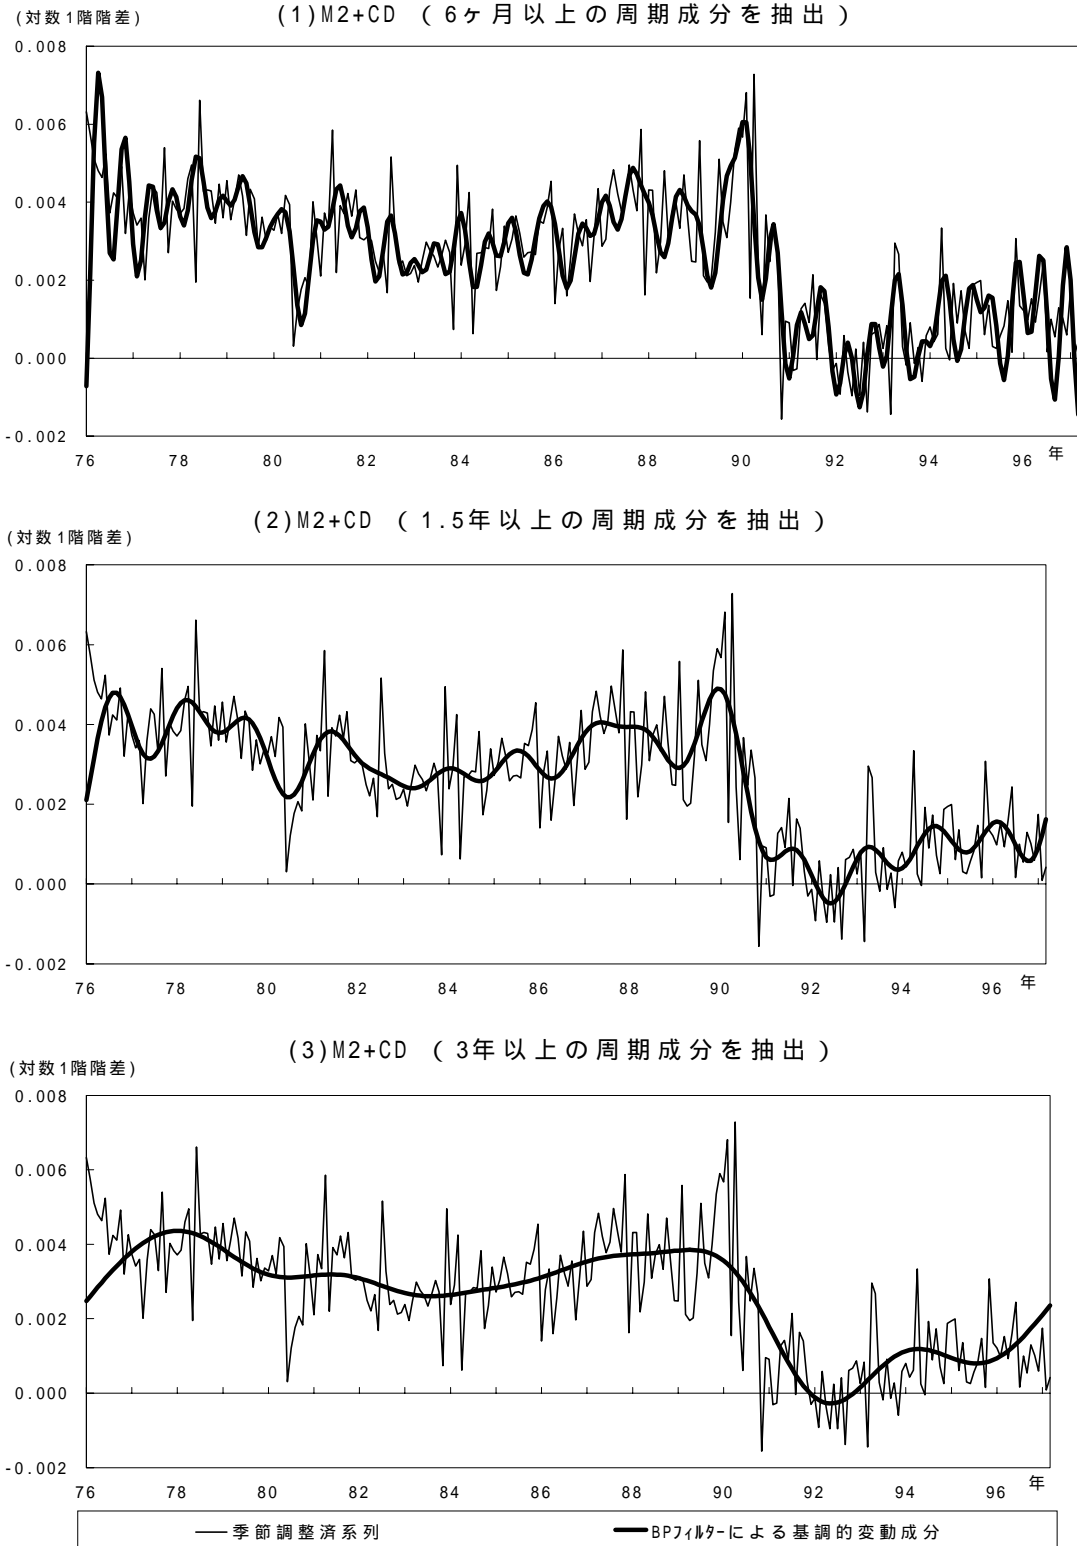 (1)M2+CD （6ヶ月以上の周期成分を抽出）
(対数1階階差)
0.008
0.006
0.004
0.002
0.000
-0.002
76 78 80 82 84 86 88 90 92 94 96 年
(2)M2+CD （1.5年以上の周期成分を抽出）
(対数1階階差)
0.008
0.006
0.004
0.002
0.000
-0.002
76 78 80 82 84 86 88 90 92 94 96 年
(3)M2+CD （3年以上の周期成分を抽出）
(対数1階階差)
0.008
0.006
0.004
0.002
0.000
-0.002
76 78 80 82 84 86 88 90 92 94 96 年
季節調整済系列 BPフィルターによる基調的変動成分